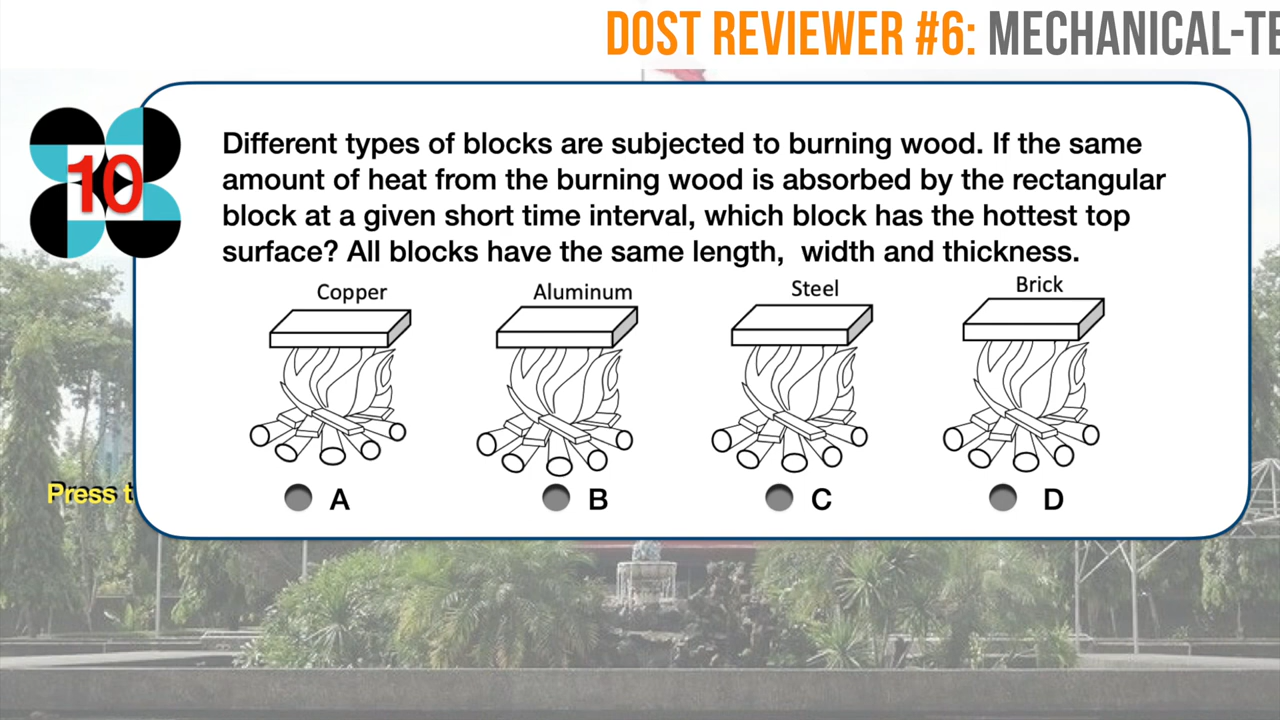 DOST REVIEWER #6: MECHANICAL-TE
10
Different types of blocks are subjected to burning wood. If the same
amount of heat from the burning wood is absorbed by the rectangular
block at a given short time interval, which block has the hottest top
surface? All blocks have the same length, width and thickness.
Copper Aluminum Steel Brick
Press t
A B C D